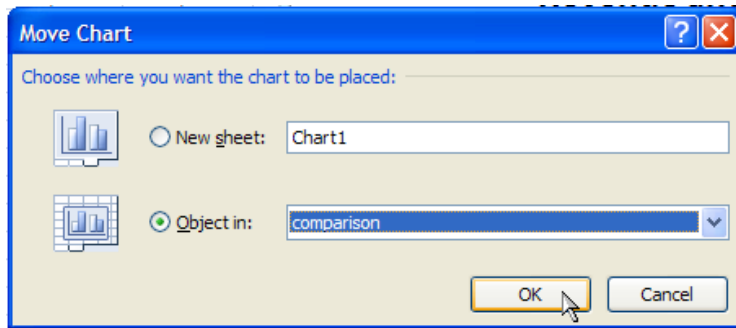 Move Chart
Choose where you want the chart to be placed:
New sheet: Chart1
Object in: comparison
OK Cancel